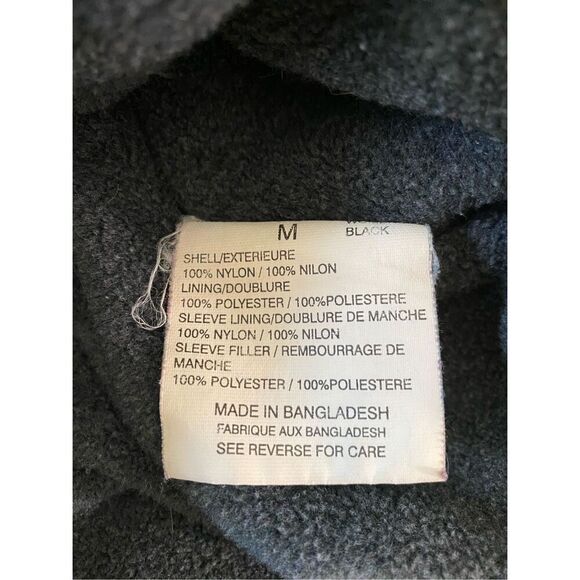 M BLACK
SHELL/EXTERIEURE
100% NYLON / 100% NILON
LINING/DOUBLURE
100% POLYESTER / 100%POLIESTERE
SLEEVE LINING/DOUBLURE DE MANCHE
100% NYLON / 100% NILON
SLEEVE FILLER / REMBOURRAGE DE
MANCHE
100% POLYESTER / 100%POLIESTERE
MADE IN BANGLADESH
FABRIQUE AUX BANGLADESH
SEE REVERSE FOR CARE